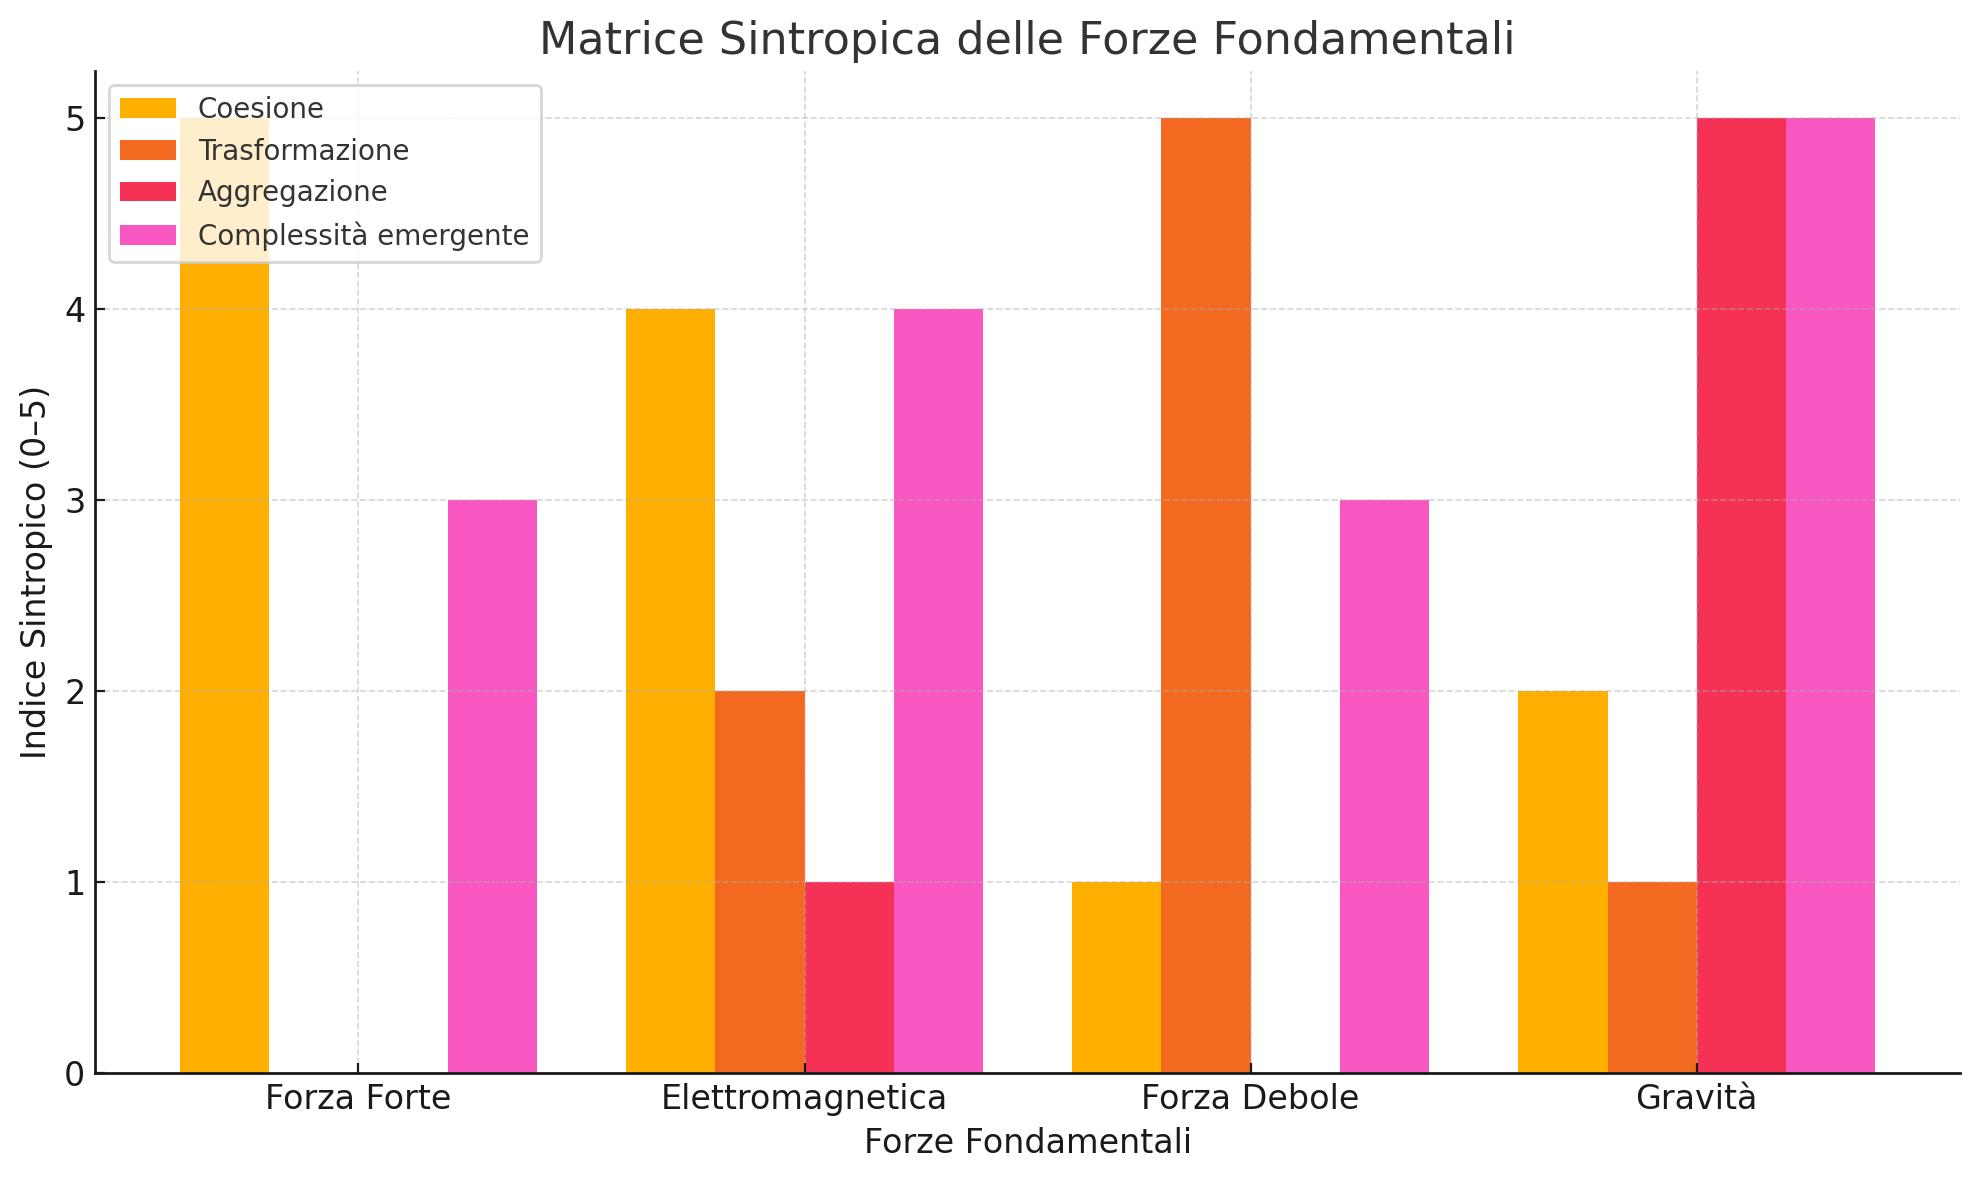 Matrice Sintropica delle Forze Fondamentali
Coesione
Trasformazione
Aggregazione
Complessità emergente
Indice Sintropico (0–5)
5
4
3
2
1
0
Forza Forte
Elettromagnetica
Forza Debole
Gravità
Forze Fondamentali